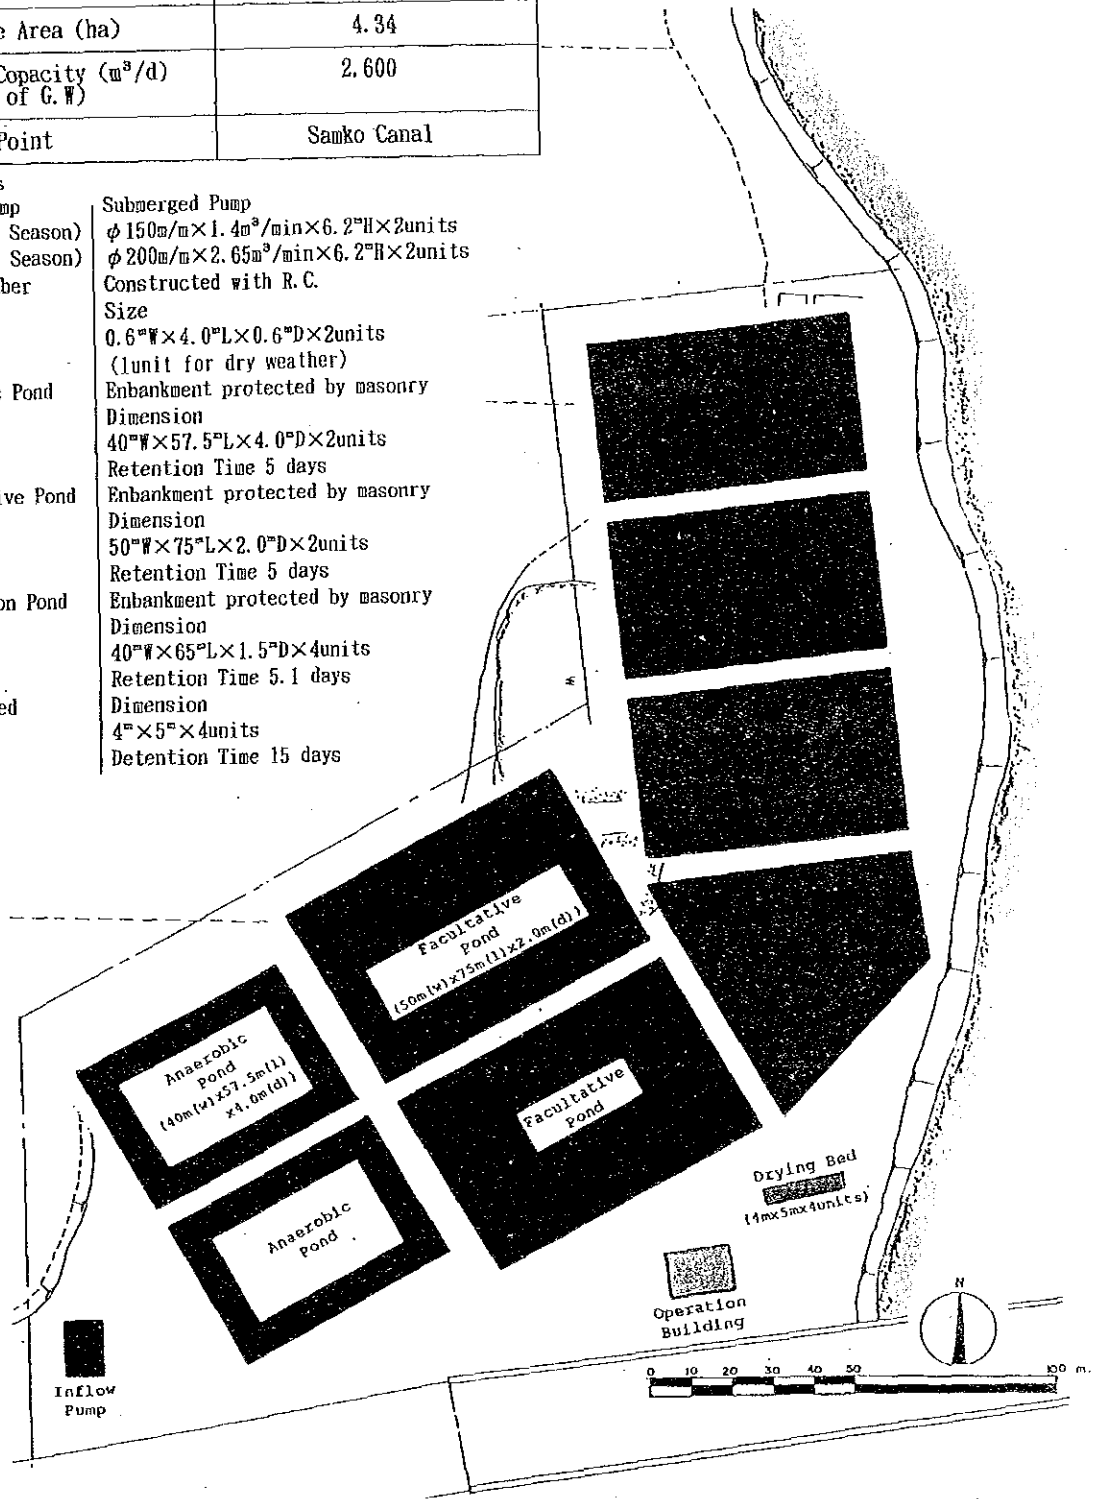 Area (ha) 4.34
Copacity (m³/d) 2.600
of G.W)
Point Samko Canal
Submerged Pump
Season) φ150m/m×1.4m³/min×6.2ᵐH×2units
Season) φ200m/m×2.65m³/min×6.2ᵐH×2units
Constructed with R.C.
Size
0.6ᵐW×4.0ᵐL×0.6ᵐD×2units
(1unit for dry weather)
Pond Enbankment protected by masonry
Dimension
40ᵐW×57.5ᵐL×4.0ᵐD×2units
Retention Time 5 days
Pond Enbankment protected by masonry
Dimension
50ᵐW×75ᵐL×2.0ᵐD×2units
Retention Time 5 days
Pond Enbankment protected by masonry
Dimension
40ᵐW×65ᵐL×1.5ᵐD×4units
Retention Time 5.1 days
Dimension
4ᵐ×5ᵐ×4units
Detention Time 15 days
Facultative
Pond
(50m(w)x75m(l)x2.0m(d))
Anaerobic
Pond
(40m(w)x57.5m(l)
x4.0m(d))
Facultative
Pond
Anaerobic
Pond
Drying Bed
(4mx5mx4units)
Operation
Building
Inflow
Pump
N
0 10 20 30 40 50 100 m.